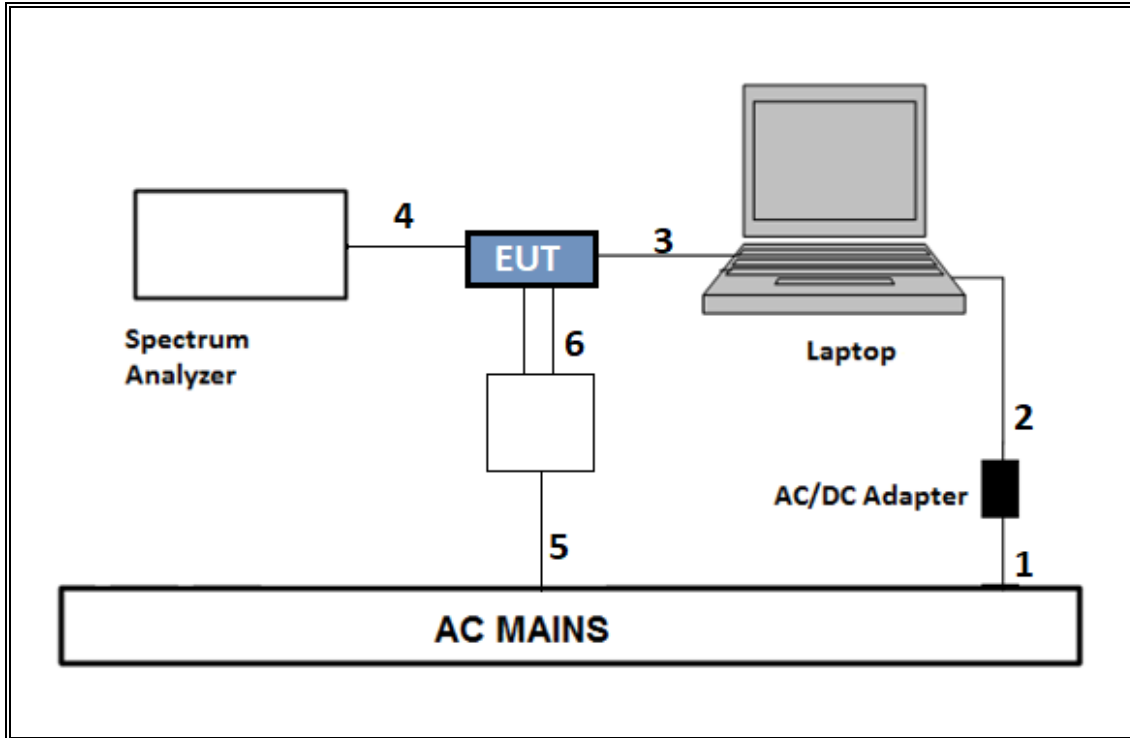 4
EUT
3
Spectrum
Analyzer
6
Laptop
2
AC/DC Adapter
5
1
AC MAINS